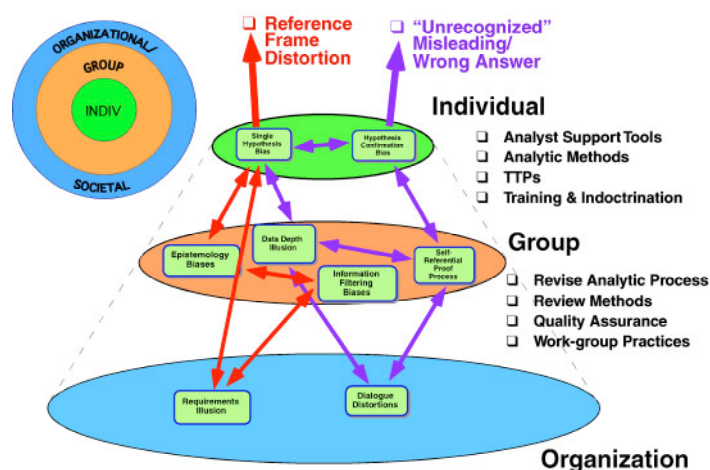 ORGANIZATIONAL/
GROUP
INDIV
SOCIETAL
❑ Reference
Frame
Distortion
❑ “Unrecognized”
Misleading/
Wrong Answer
Individual
❑ Analyst Support Tools
❑ Analytic Methods
❑ TTPs
❑ Training & Indoctrination
Single
Hypothesis
Bias
Hypothesis
Confirmation
Bias
Group
❑ Revise Analytic Process
❑ Review Methods
❑ Quality Assurance
❑ Work-group Practices
Epistemology
Biases
Data Depth
Illusion
Information
Filtering
Biases
Self-
Referential
Proof
Process
Requirements
Illusion
Dialogue
Distortions
Organization